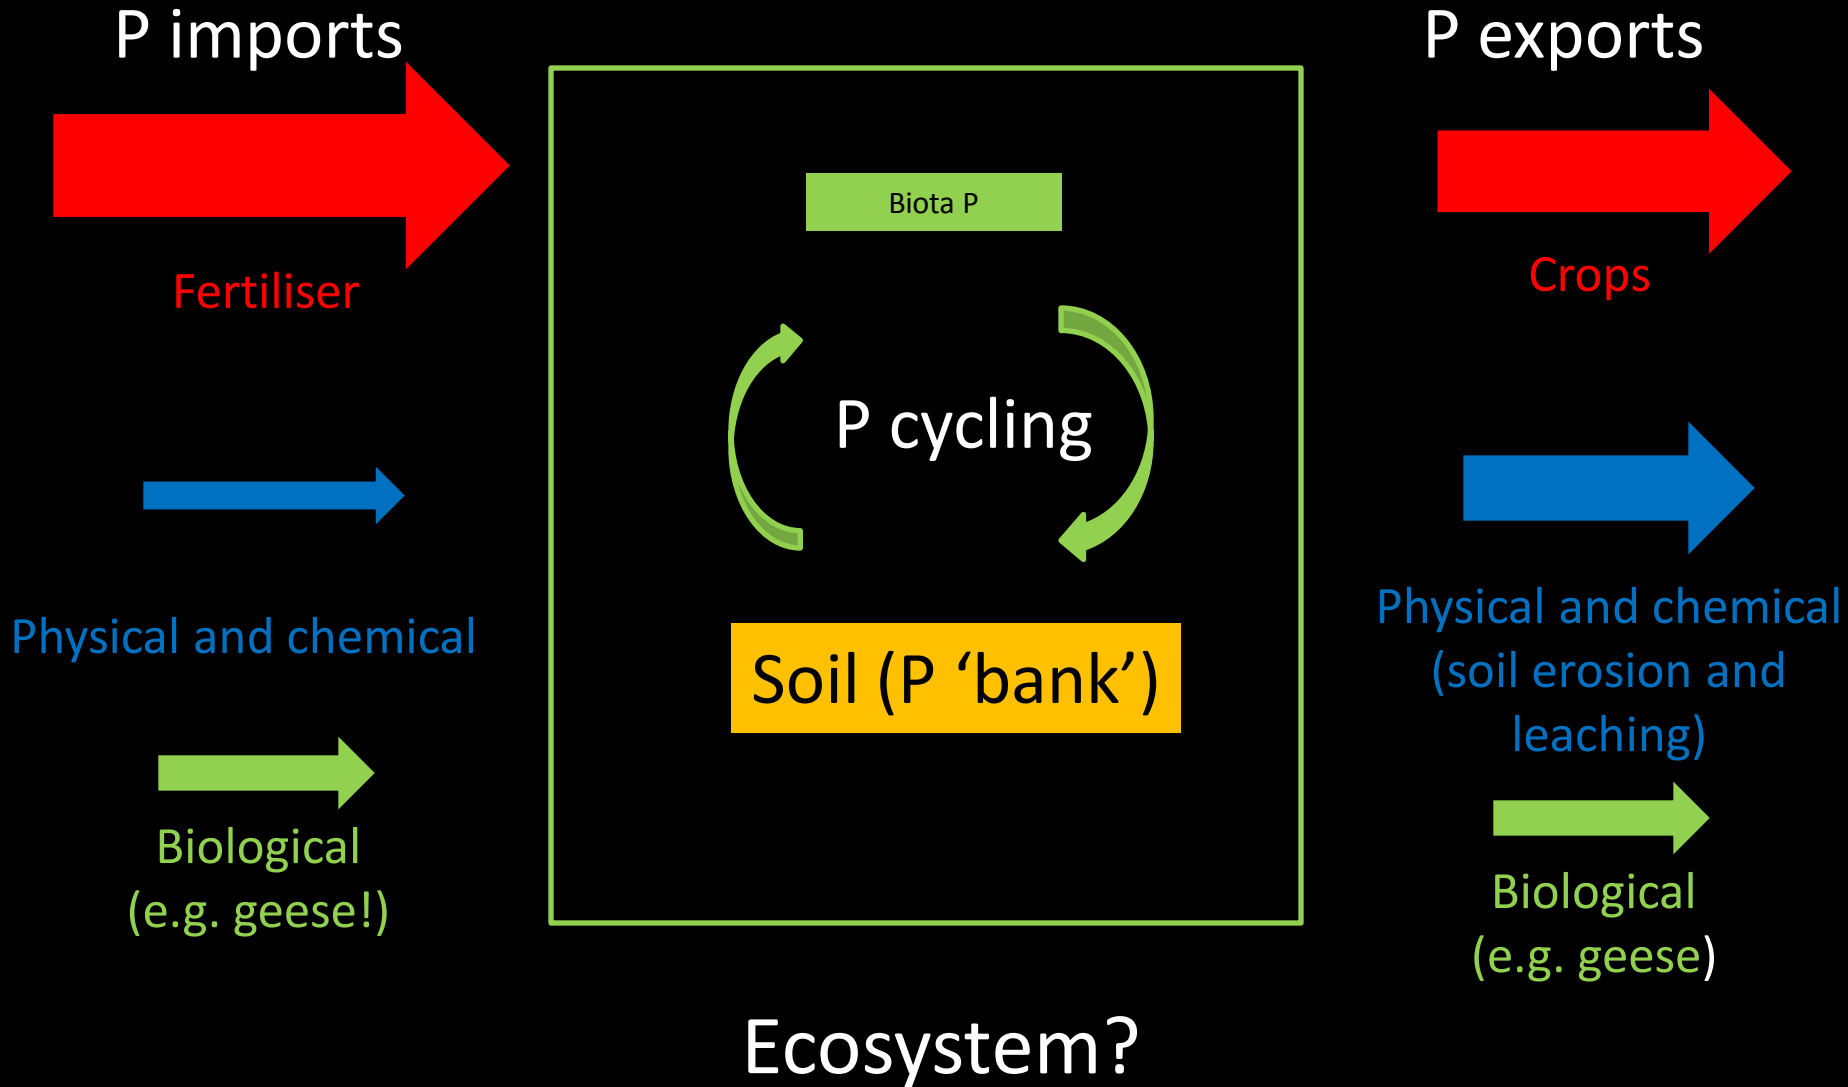 P imports
Fertiliser
Physical and chemical
Biological
(e.g. geese!)
Biota P
P cycling
Soil (P ‘bank’)
P exports
Crops
Physical and chemical
(soil erosion and
leaching)
Biological
(e.g. geese)
Ecosystem?